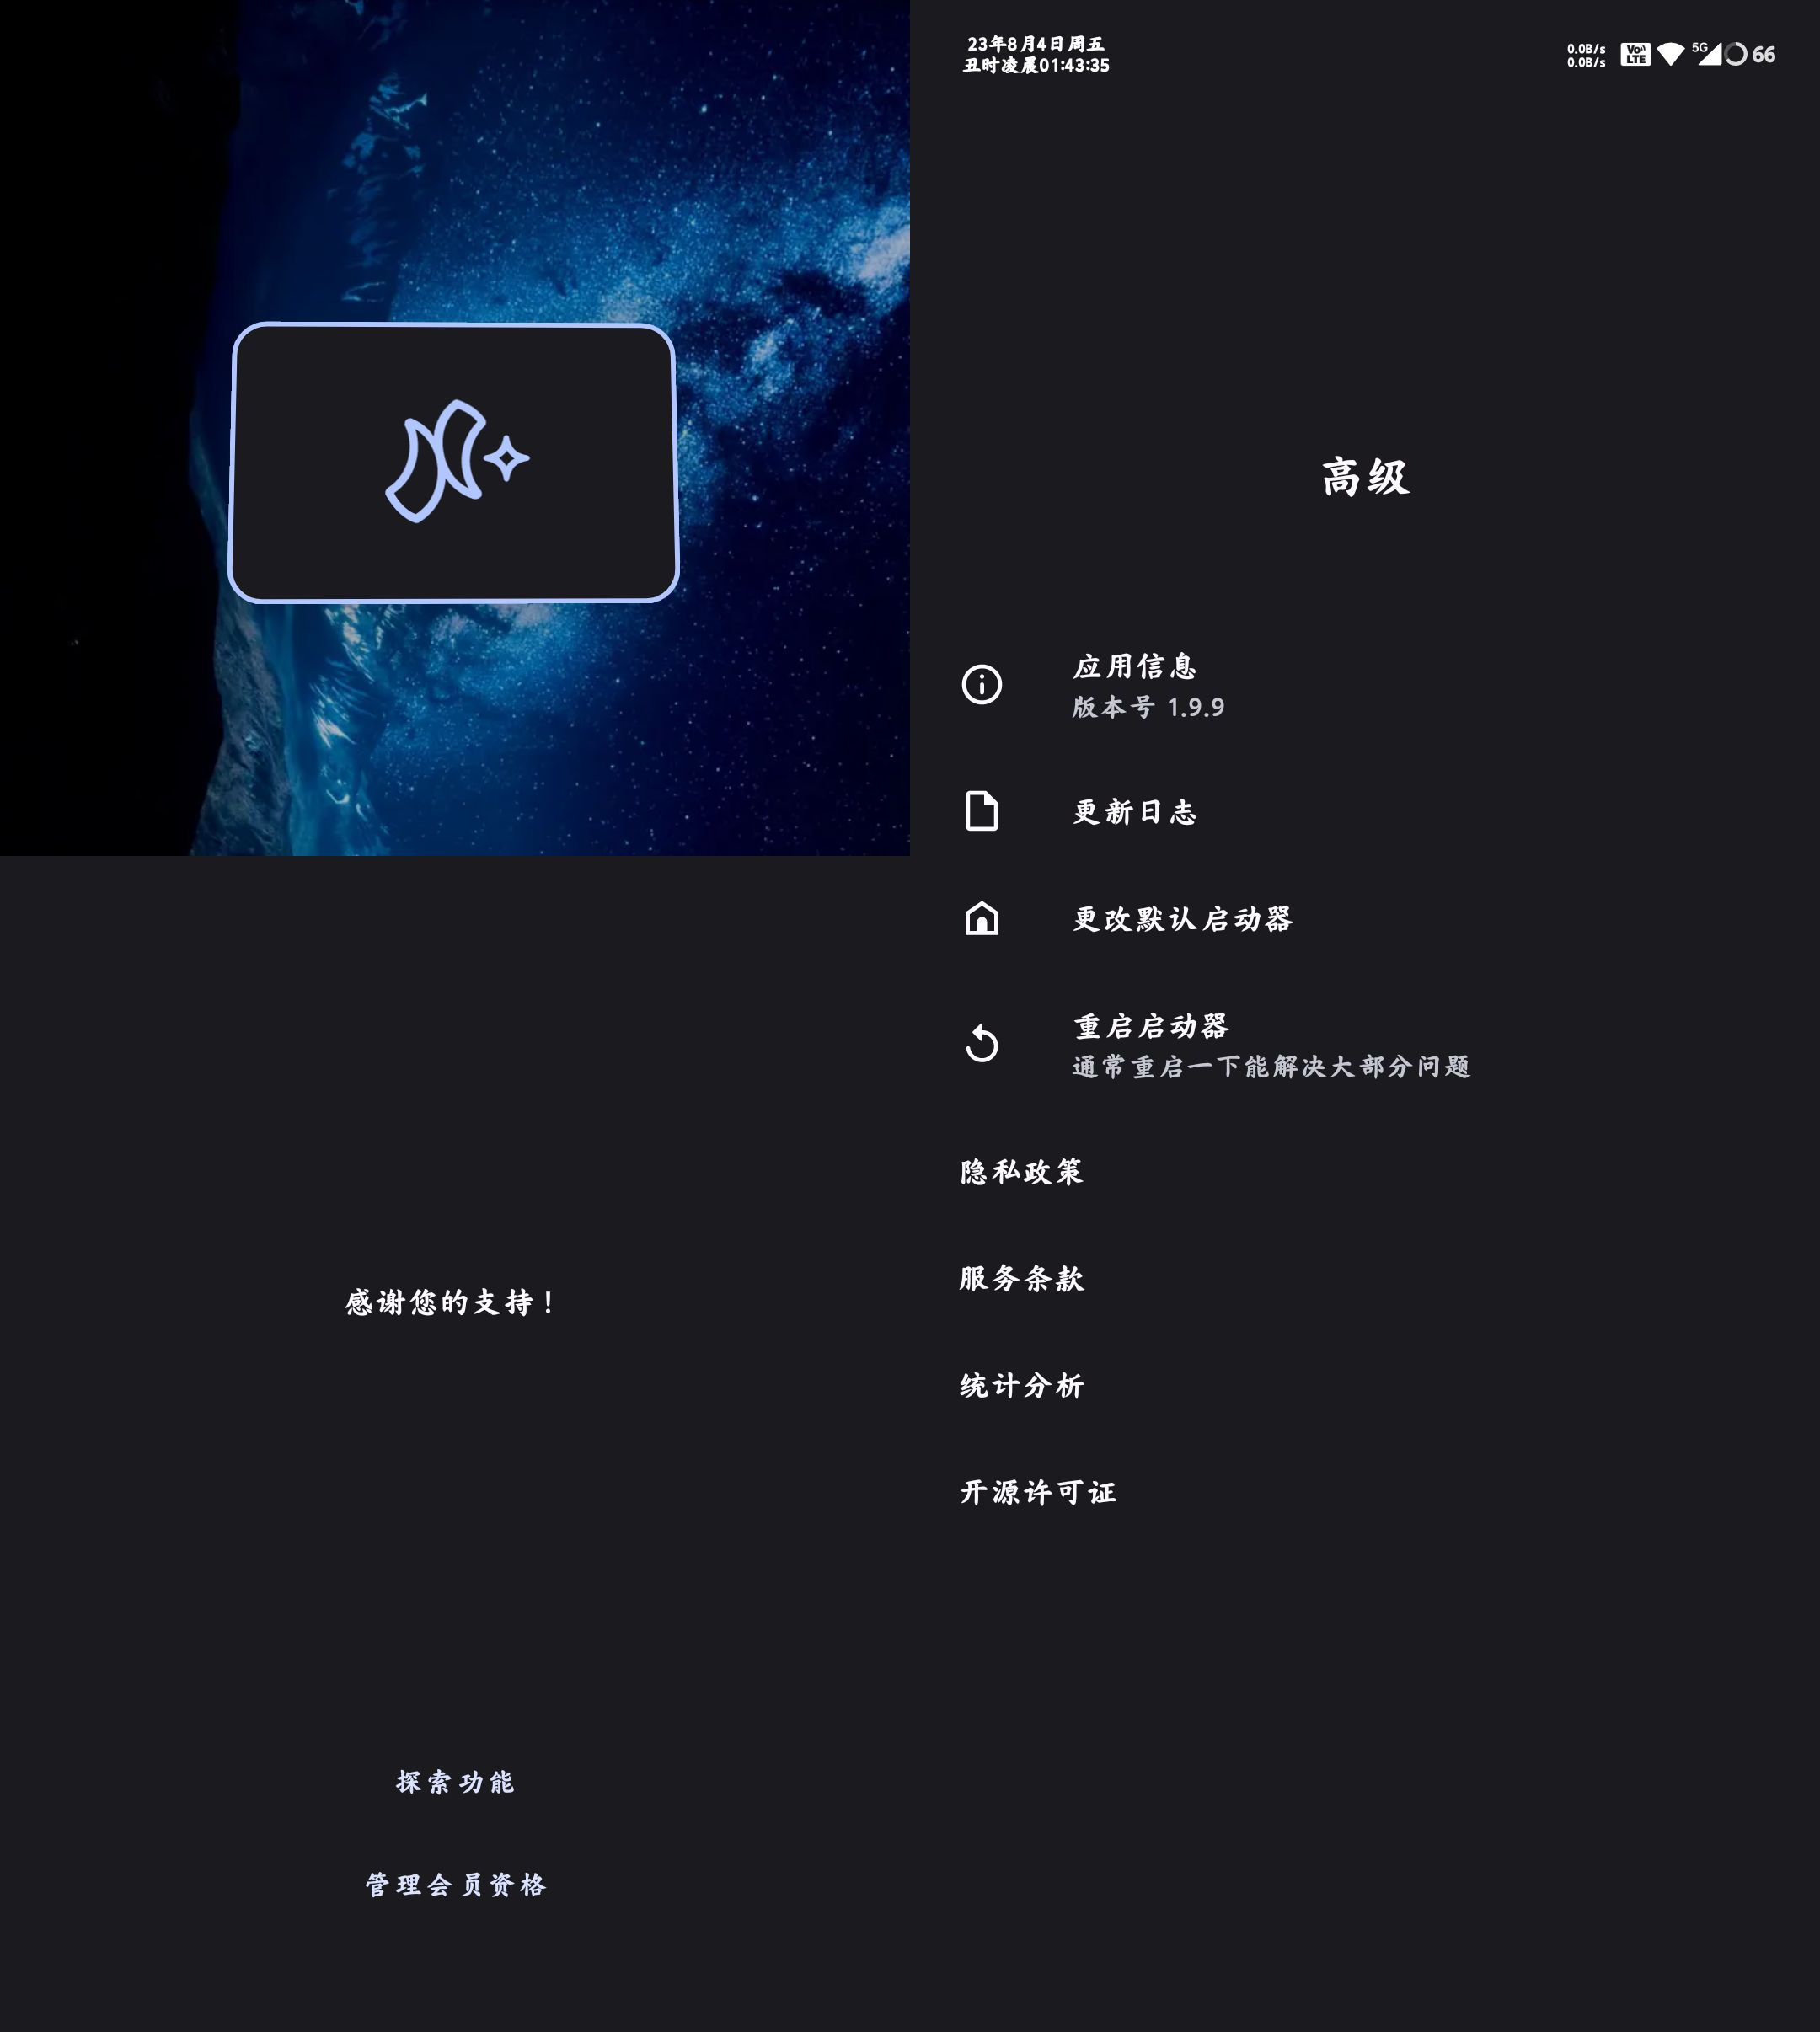 感谢您的支持！
探索功能
管理会员资格
23年8月4日周五
丑时凌晨01:43:35
0.0B/s
0.0B/s
Vo
LTE
5G
66
高级
应用信息
版本号 1.9.9
更新日志
更改默认启动器
重启启动器
通常重启一下能解决大部分问题
隐私政策
服务条款
统计分析
开源许可证